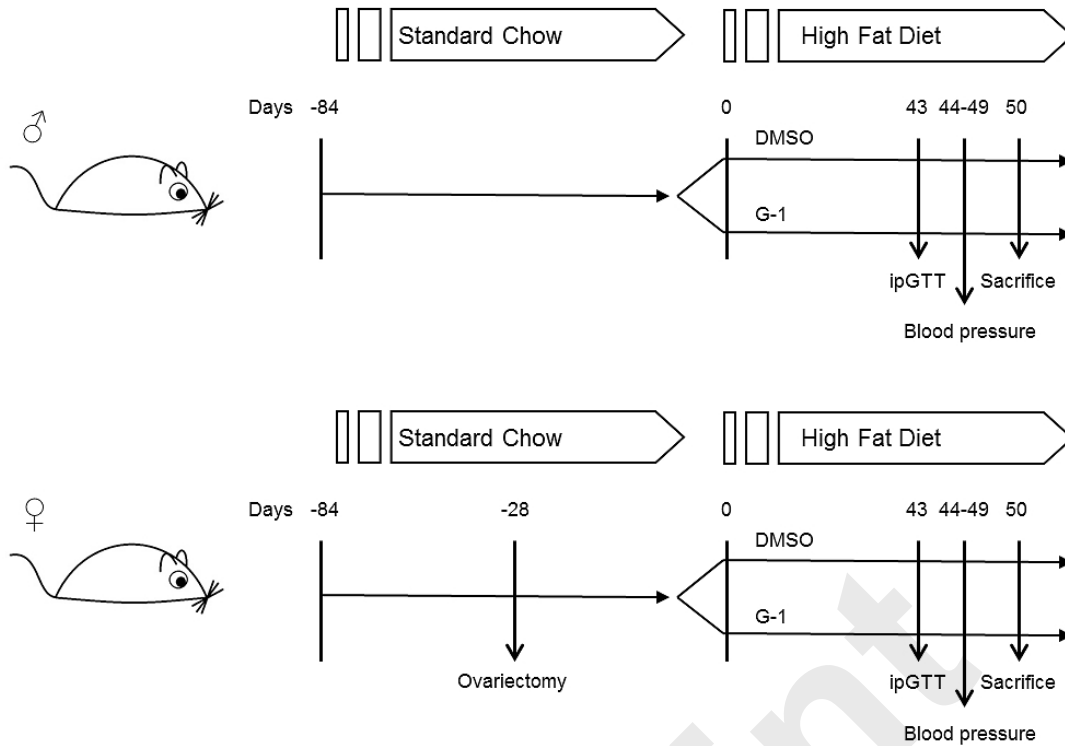 Standard Chow High Fat Diet
♂ Days -84 0 43 44-49 50
DMSO
G-1
ipGTT Sacrifice
Blood pressure
Standard Chow High Fat Diet
♀ Days -84 -28 0 43 44-49 50
DMSO
G-1
Ovariectomy ipGTT Sacrifice
Blood pressure